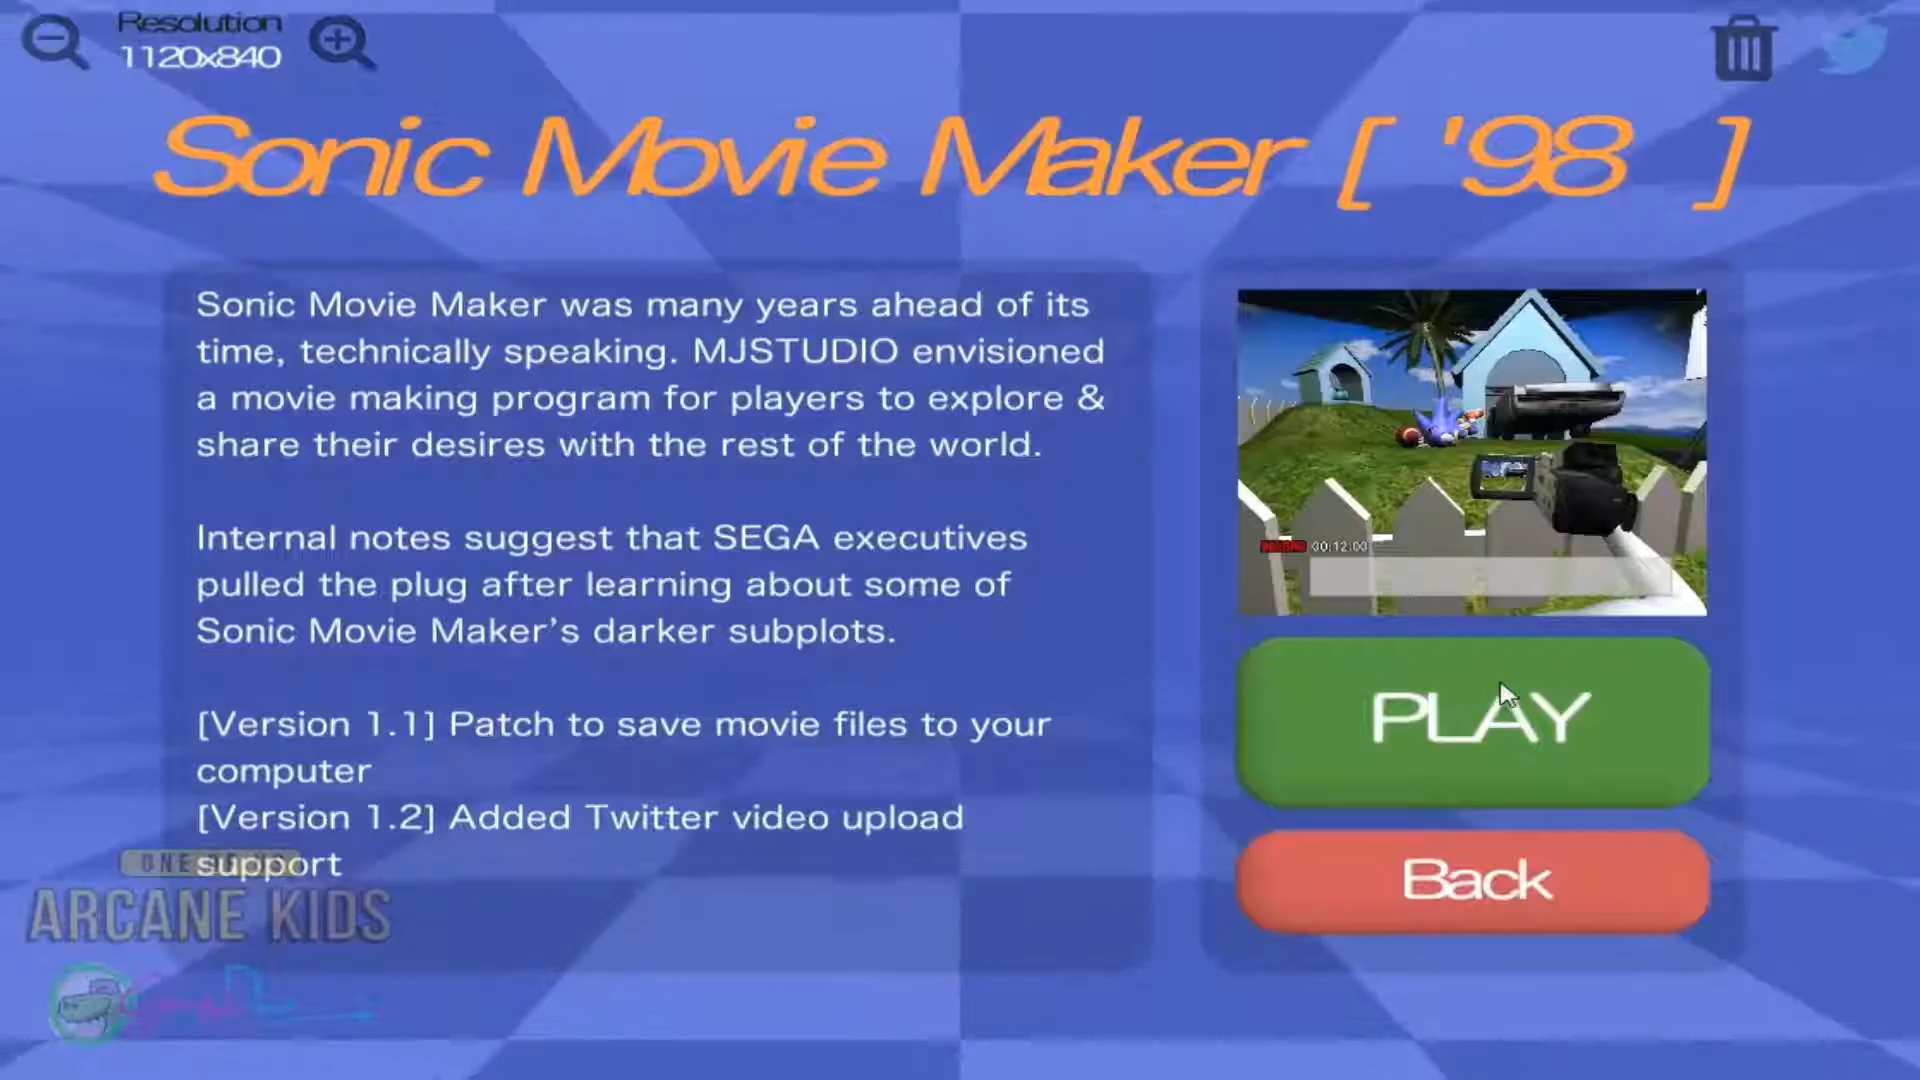 Resolution
1120x840
Sonic Movie Maker [ '98 ]
Sonic Movie Maker was many years ahead of its
time, technically speaking. MJSTUDIO envisioned
a movie making program for players to explore &
share their desires with the rest of the world.
Internal notes suggest that SEGA executives
pulled the plug after learning about some of
Sonic Movie Maker’s darker subplots.
[Version 1.1] Patch to save movie files to your
computer
[Version 1.2] Added Twitter video upload
support
ONE
ARCANE KIDS
00:12:00
PLAY
Back